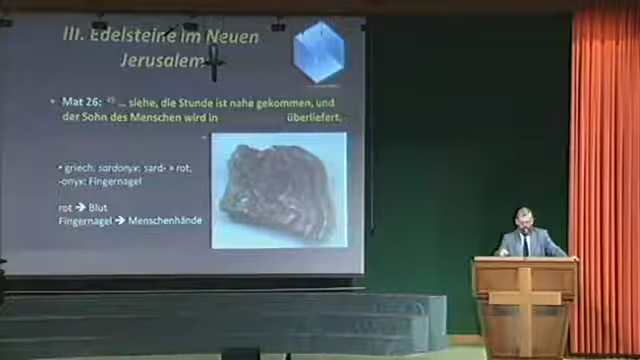 III. Edelsteine im Neuen
Jerusalem
• Mat 26: 45 ... siehe, die Stunde ist nahe gekommen, und
der Sohn des Menschen wird in überliefert.
• griech: sardonyx: sard- = rot;
-onyx: Fingernagel
rot → Blut
Fingernagel → Menschenhände